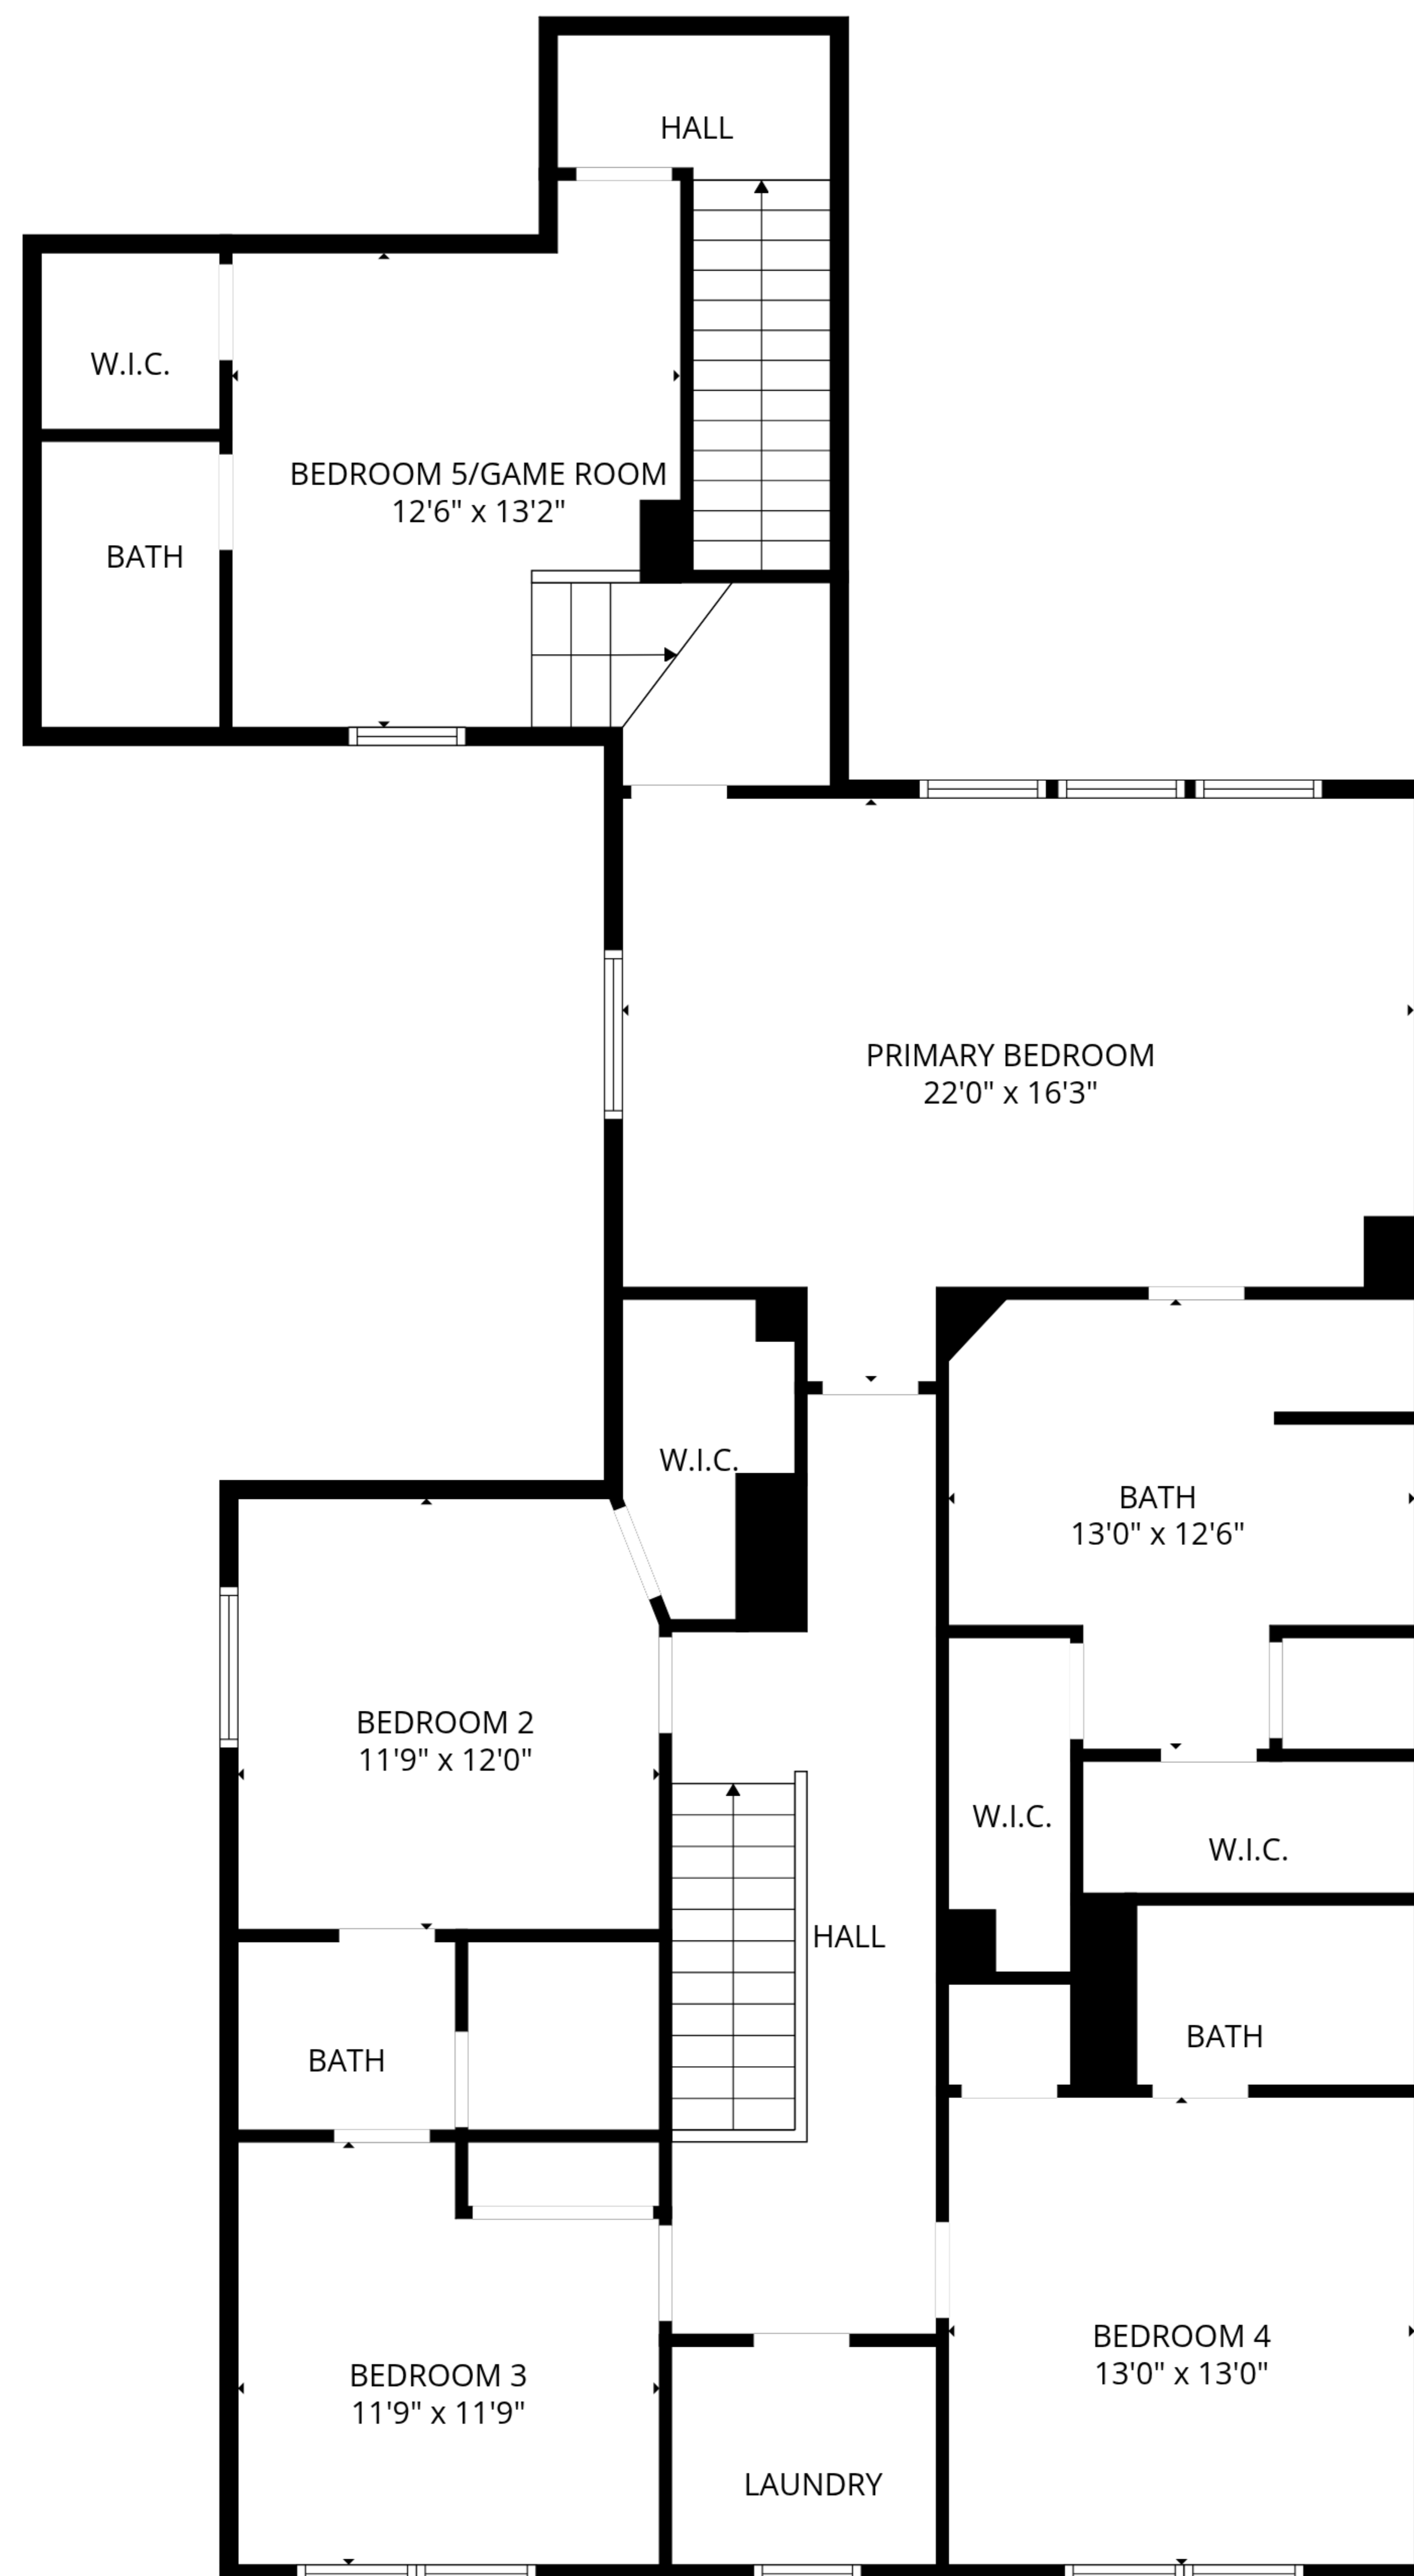 HALL
W.I.C.
BEDROOM 5/GAME ROOM
12'6" x 13'2"
BATH
PRIMARY BEDROOM
22'0" x 16'3"
W.I.C.
BATH
13'0" x 12'6"
BEDROOM 2
11'9" x 12'0"
W.I.C.
W.I.C.
HALL
BATH
BATH
BEDROOM 4
13'0" x 13'0"
BEDROOM 3
11'9" x 11'9"
LAUNDRY